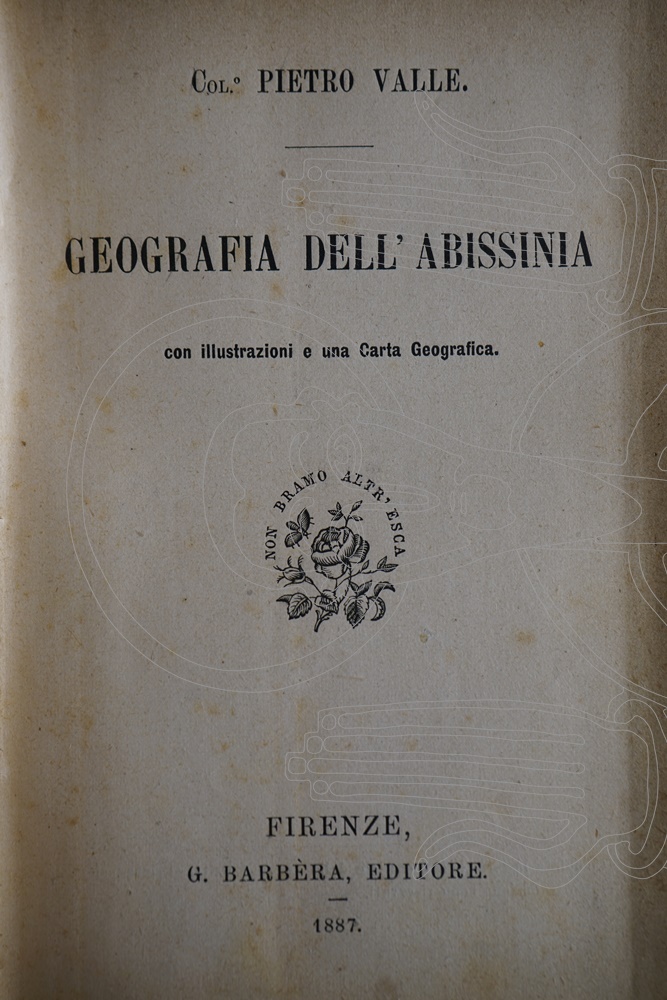 Col.º PIETRO VALLE.
GEOGRAFIA DELL' ABISSINIA
con illustrazioni e una Carta Geografica.
NON BRAMO ALTR' ESCA
FIRENZE,
G. BARBÈRA, EDITORE.
1887.